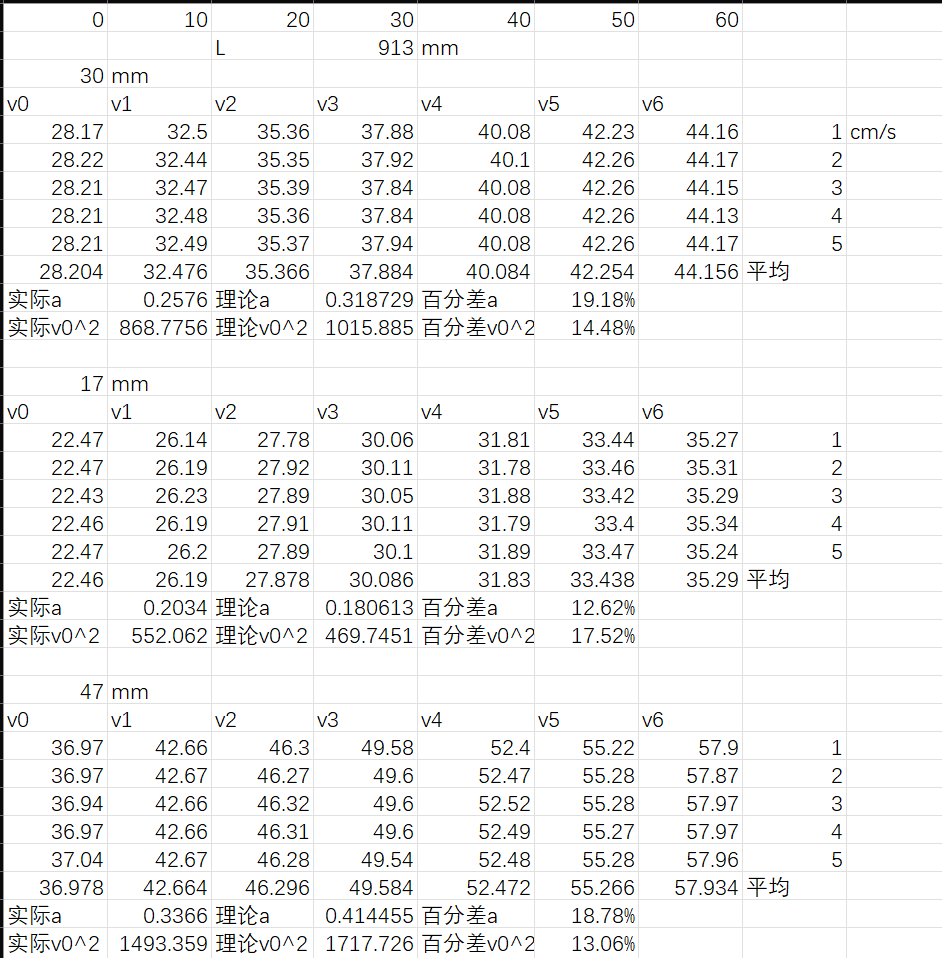 0 10 20 30 40 50 60
L 913 mm
30 mm
v0 v1 v2 v3 v4 v5 v6
28.17 32.5 35.36 37.88 40.08 42.23 44.16 1 cm/s
28.22 32.44 35.35 37.92 40.1 42.26 44.17 2
28.21 32.47 35.39 37.84 40.08 42.26 44.15 3
28.21 32.48 35.36 37.84 40.08 42.26 44.13 4
28.21 32.49 35.37 37.94 40.08 42.26 44.17 5
28.204 32.476 35.366 37.884 40.084 42.254 44.156 平均
实际a 0.2576 理论a 0.318729 百分差a 19.18%
实际v0^2 868.7756 理论v0^2 1015.885 百分差v0^2 14.48%
17 mm
v0 v1 v2 v3 v4 v5 v6
22.47 26.14 27.78 30.06 31.81 33.44 35.27 1
22.47 26.19 27.92 30.11 31.78 33.46 35.31 2
22.43 26.23 27.89 30.05 31.88 33.42 35.29 3
22.46 26.19 27.91 30.11 31.79 33.4 35.34 4
22.47 26.2 27.89 30.1 31.89 33.47 35.24 5
22.46 26.19 27.878 30.086 31.83 33.438 35.29 平均
实际a 0.2034 理论a 0.180613 百分差a 12.62%
实际v0^2 552.062 理论v0^2 469.7451 百分差v0^2 17.52%
47 mm
v0 v1 v2 v3 v4 v5 v6
36.97 42.66 46.3 49.58 52.4 55.22 57.9 1
36.97 42.67 46.27 49.6 52.47 55.28 57.87 2
36.94 42.66 46.32 49.6 52.52 55.28 57.97 3
36.97 42.66 46.31 49.6 52.49 55.27 57.97 4
37.04 42.67 46.28 49.54 52.48 55.28 57.96 5
36.978 42.664 46.296 49.584 52.472 55.266 57.934 平均
实际a 0.3366 理论a 0.414455 百分差a 18.78%
实际v0^2 1493.359 理论v0^2 1717.726 百分差v0^2 13.06%